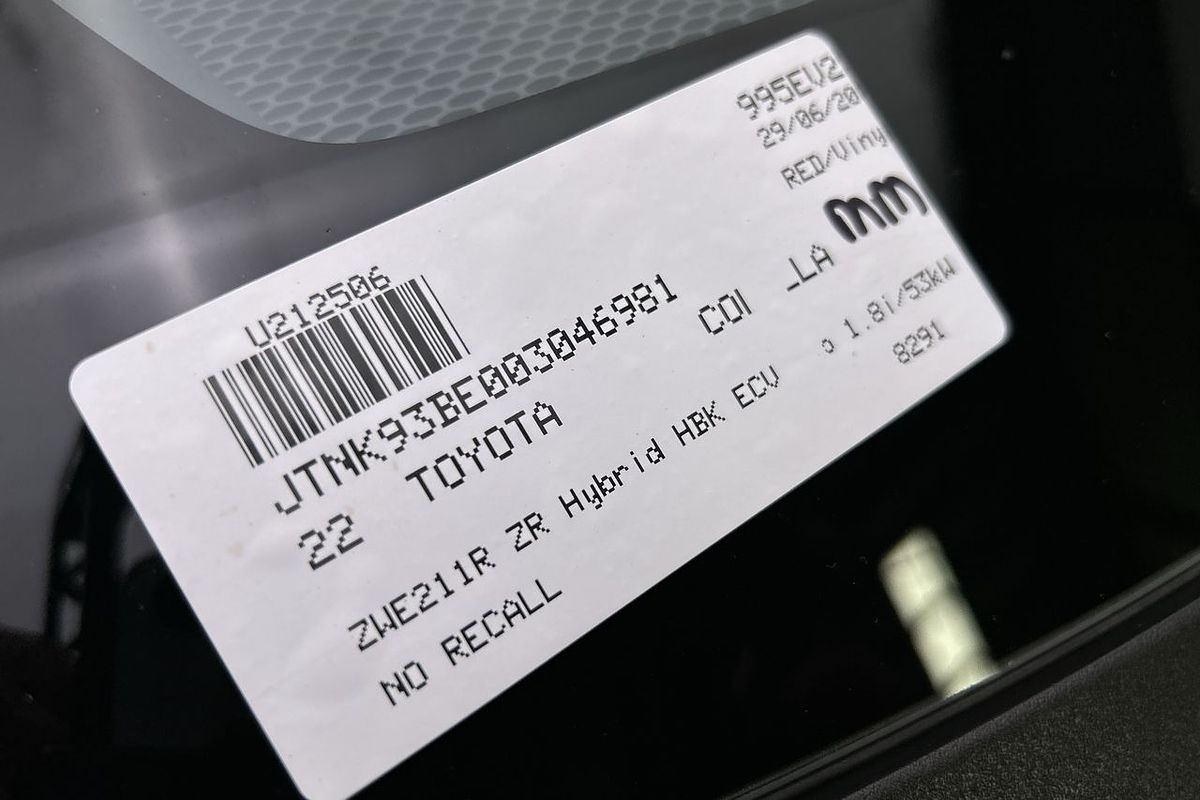 995EV2
29/06/20
RED/Viny
mm
U212506
JTNK93BE003046981
COI _LA
22 TOYOTA
ZWE211R ZR Hybrid HBK ECV o 1.8i/53kW
NO RECALL
8291